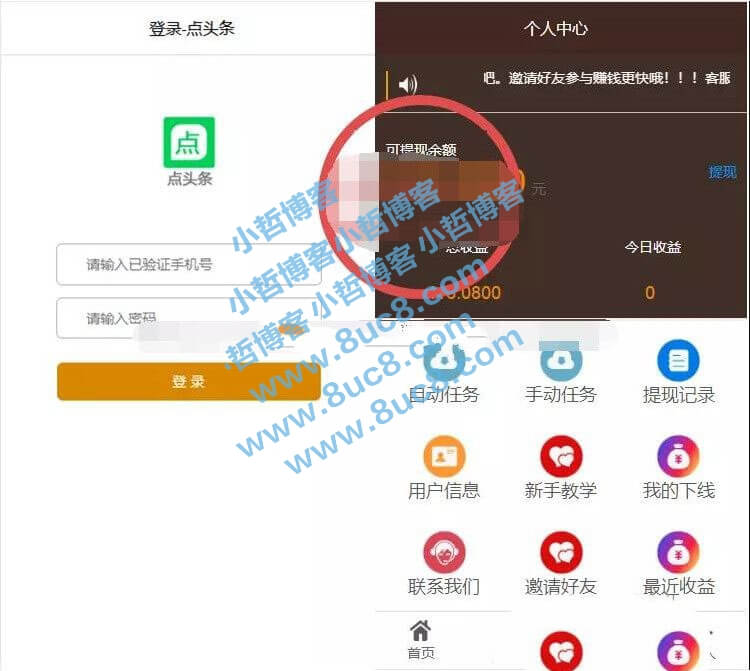 登录-点头条
点
点头条
请输入已验证手机号
请输入密码
登 录
个人中心
吧。邀请好友参与赚钱更快哦！！！客服
可提现余额
元
提现
总收益
今日收益
.0800
0
自动任务
手动任务
提现记录
用户信息
新手教学
我的下线
联系我们
邀请好友
最近收益
首页
小哲博客
小哲博客 小哲博客
哲博客 小哲博客 小哲博客
www.8uc8.com
www.8uc8.com
www.8uc8.com